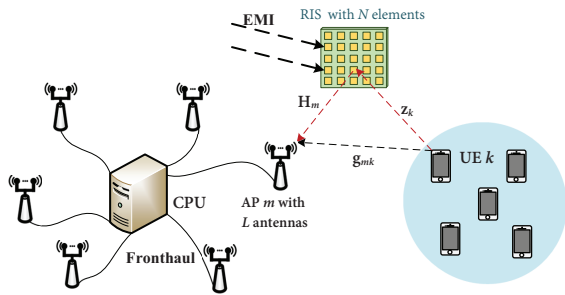 RIS with N elements
EMI
H_m
z_k
g_mk
UE k
CPU
AP m with
L antennas
Fronthaul